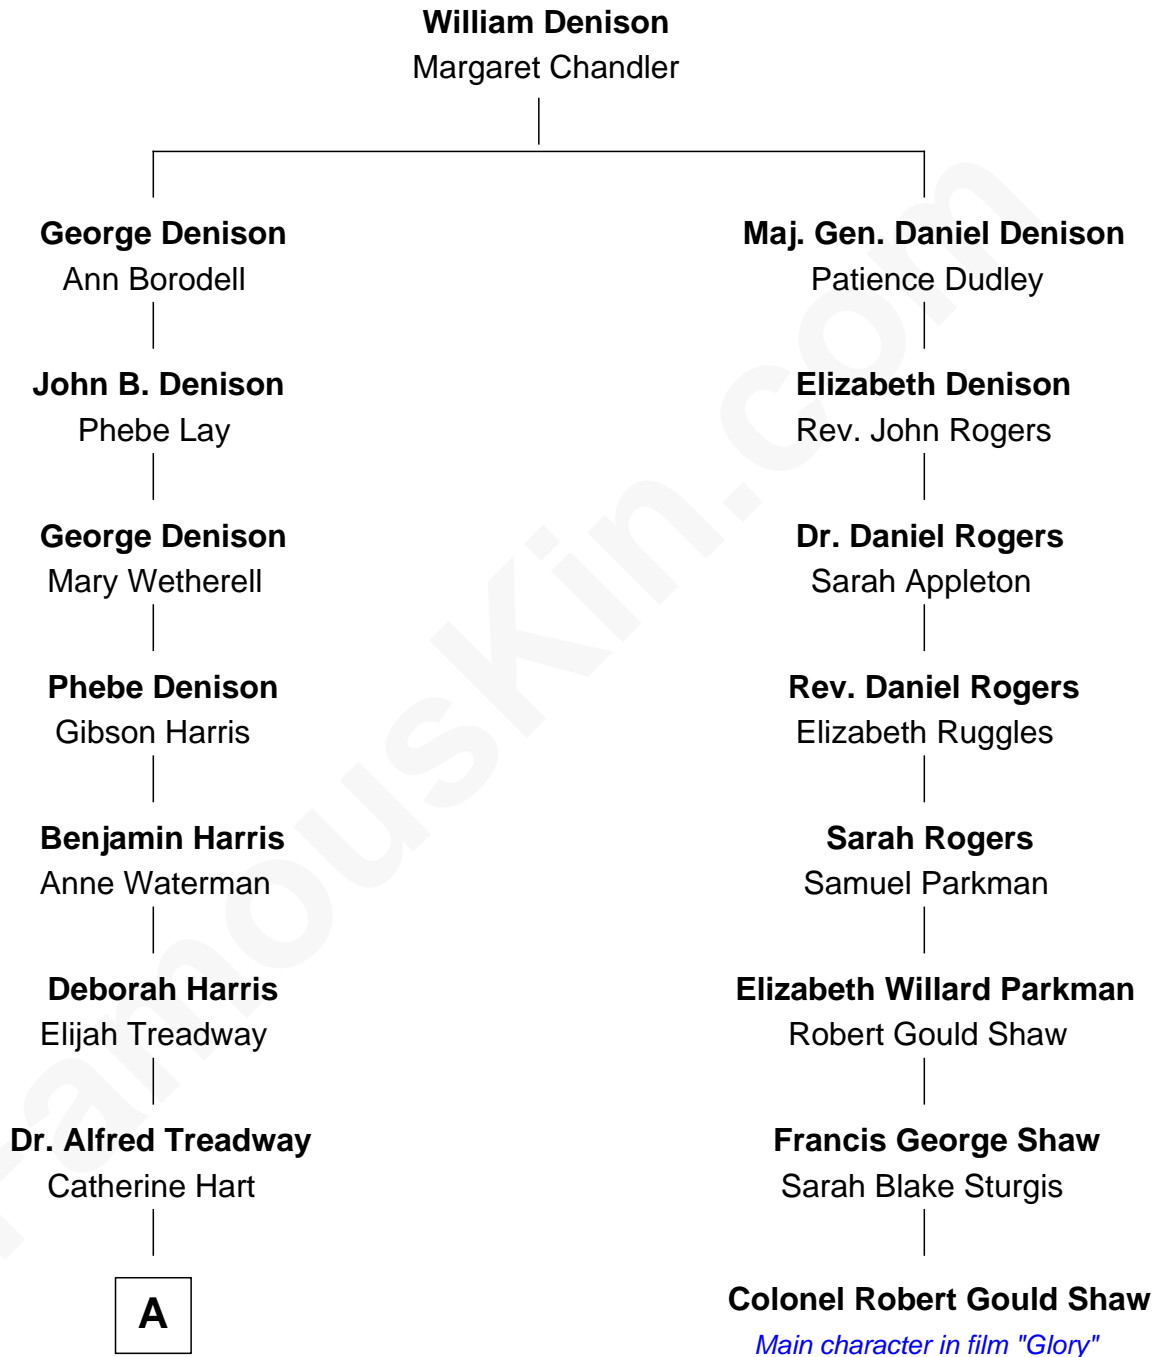 William Denison
Margaret Chandler
George Denison
Ann Borodell
John B. Denison
Phebe Lay
George Denison
Mary Wetherell
Phebe Denison
Gibson Harris
Benjamin Harris
Anne Waterman
Deborah Harris
Elijah Treadway
Dr. Alfred Treadway
Catherine Hart
A
Maj. Gen. Daniel Denison
Patience Dudley
Elizabeth Denison
Rev. John Rogers
Dr. Daniel Rogers
Sarah Appleton
Rev. Daniel Rogers
Elizabeth Ruggles
Sarah Rogers
Samuel Parkman
Elizabeth Willard Parkman
Robert Gould Shaw
Francis George Shaw
Sarah Blake Sturgis
Colonel Robert Gould Shaw
Main character in film "Glory"
FamousKin.com